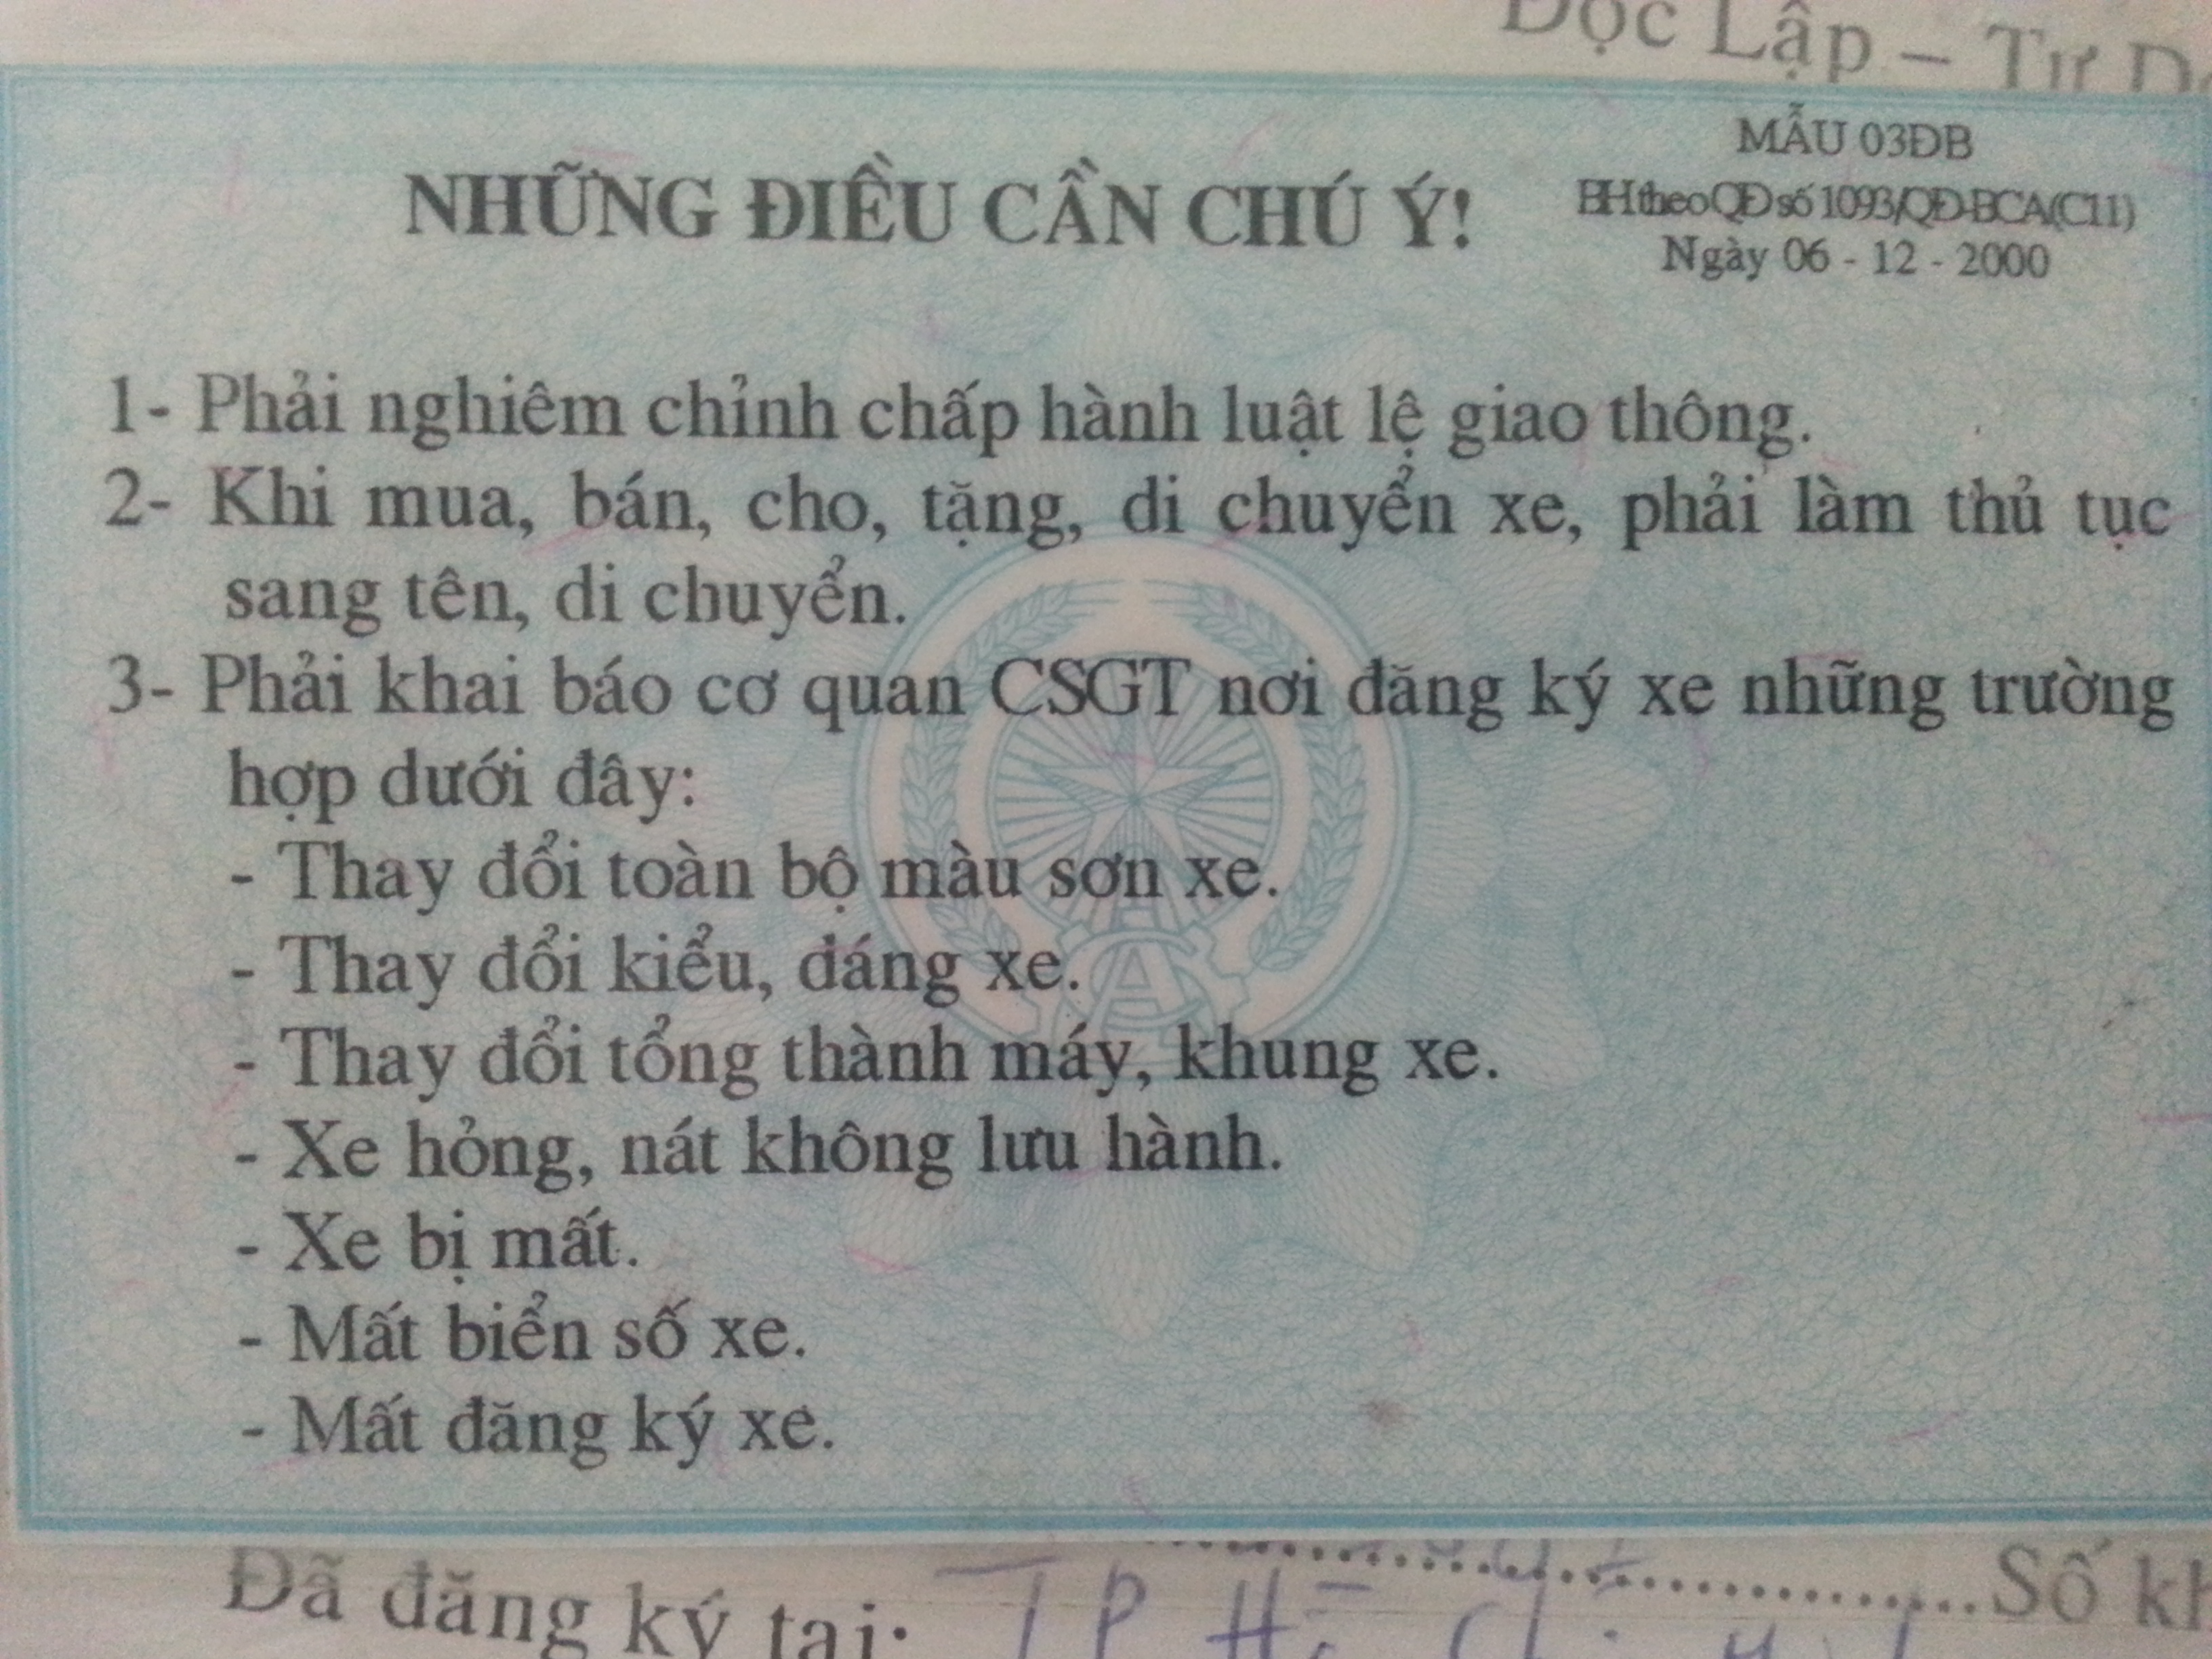 Độc Lập – Tự
MẪU 03ĐB
NHỮNG ĐIỀU CẦN CHÚ Ý!
BH theo QĐ số 1093/QĐ-BCA(C11)
Ngày 06 - 12 - 2000
1- Phải nghiêm chỉnh chấp hành luật lệ giao thông.
2- Khi mua, bán, cho, tặng, di chuyển xe, phải làm thủ tục
sang tên, di chuyển.
3- Phải khai báo cơ quan CSGT nơi đăng ký xe những trường
hợp dưới đây:
- Thay đổi toàn bộ màu sơn xe.
- Thay đổi kiểu, dáng xe.
- Thay đổi tổng thành máy, khung xe.
- Xe hỏng, nát không lưu hành.
- Xe bị mất.
- Mất biển số xe.
- Mất đăng ký xe.
Số
Đã đăng ký tại: TP